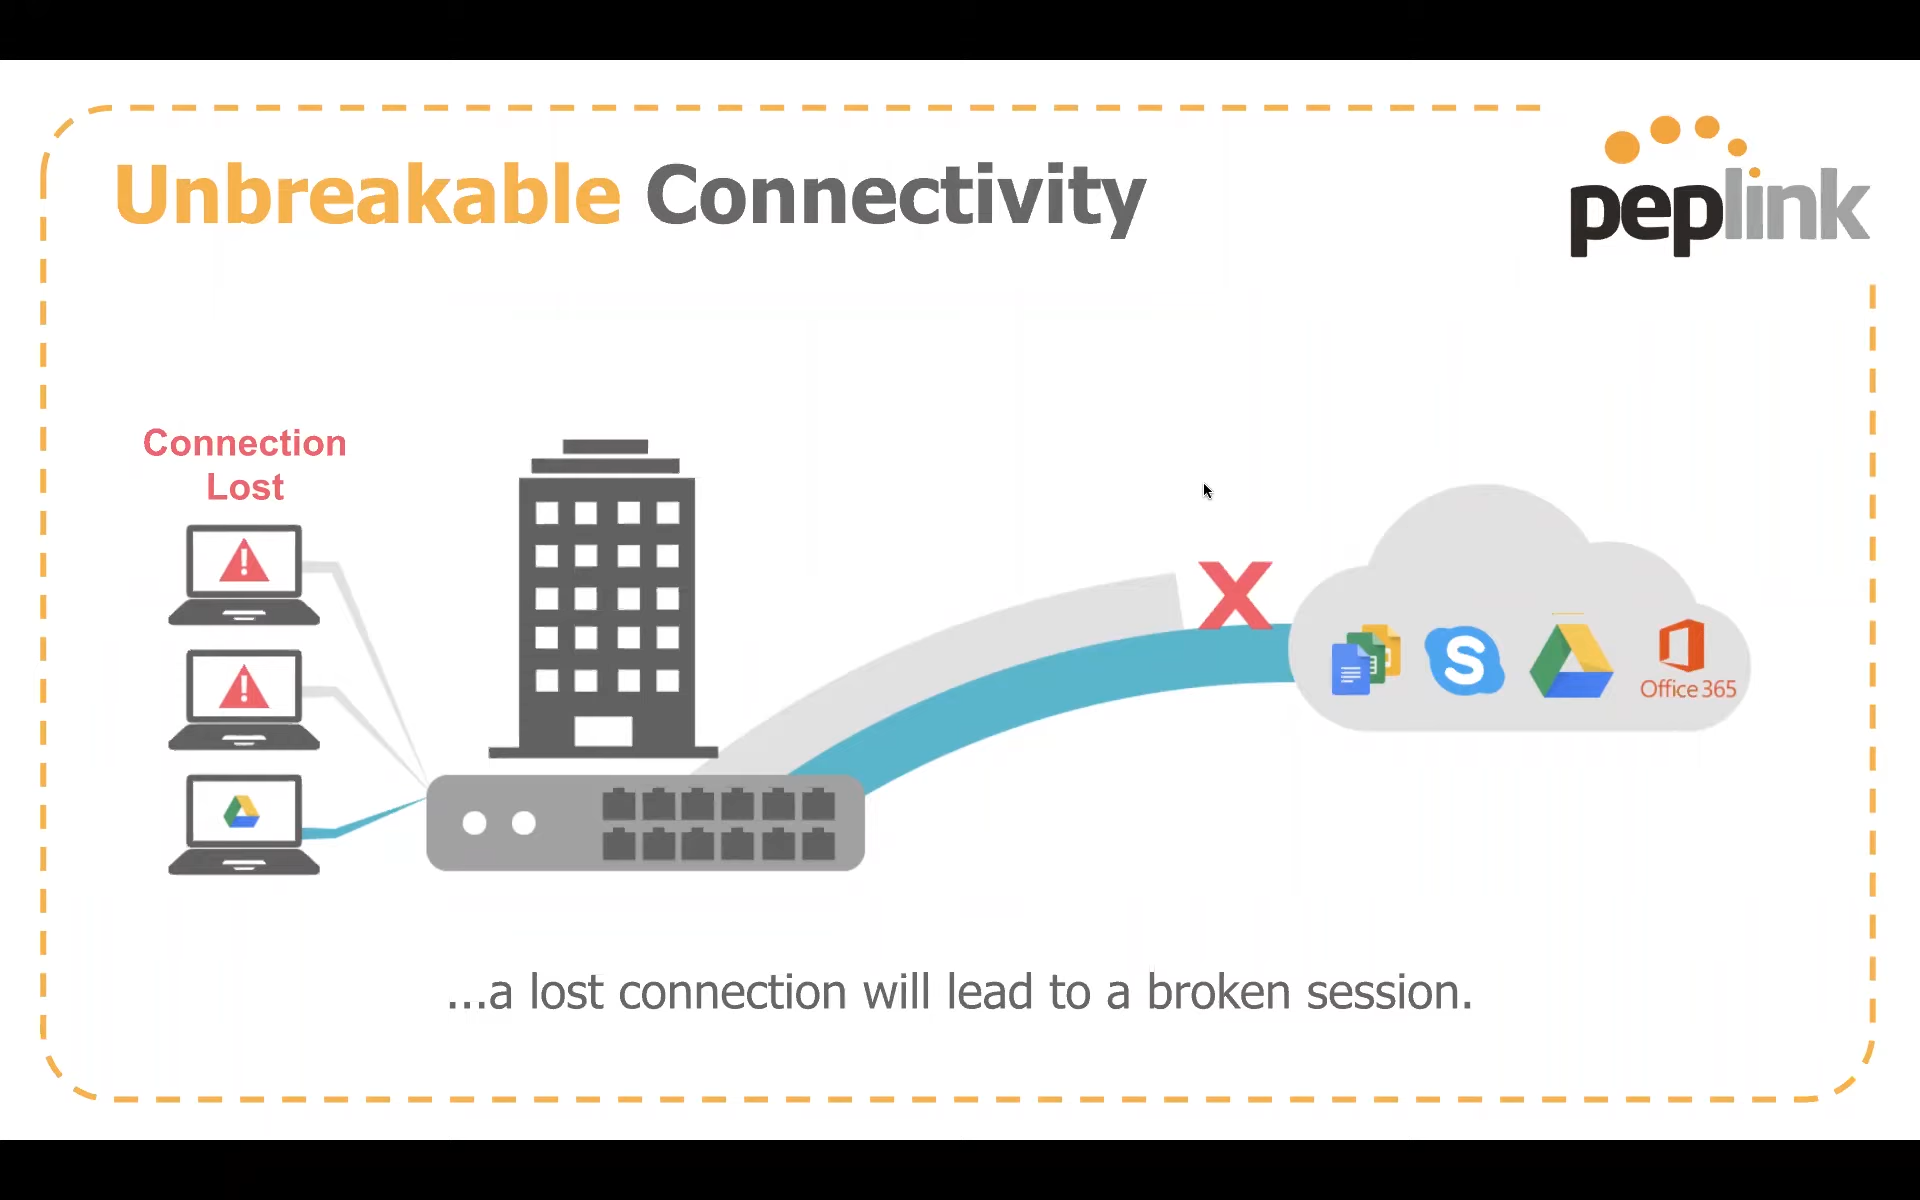 Unbreakable Connectivity
peplink
Connection
Lost
S
Office 365
...a lost connection will lead to a broken session.